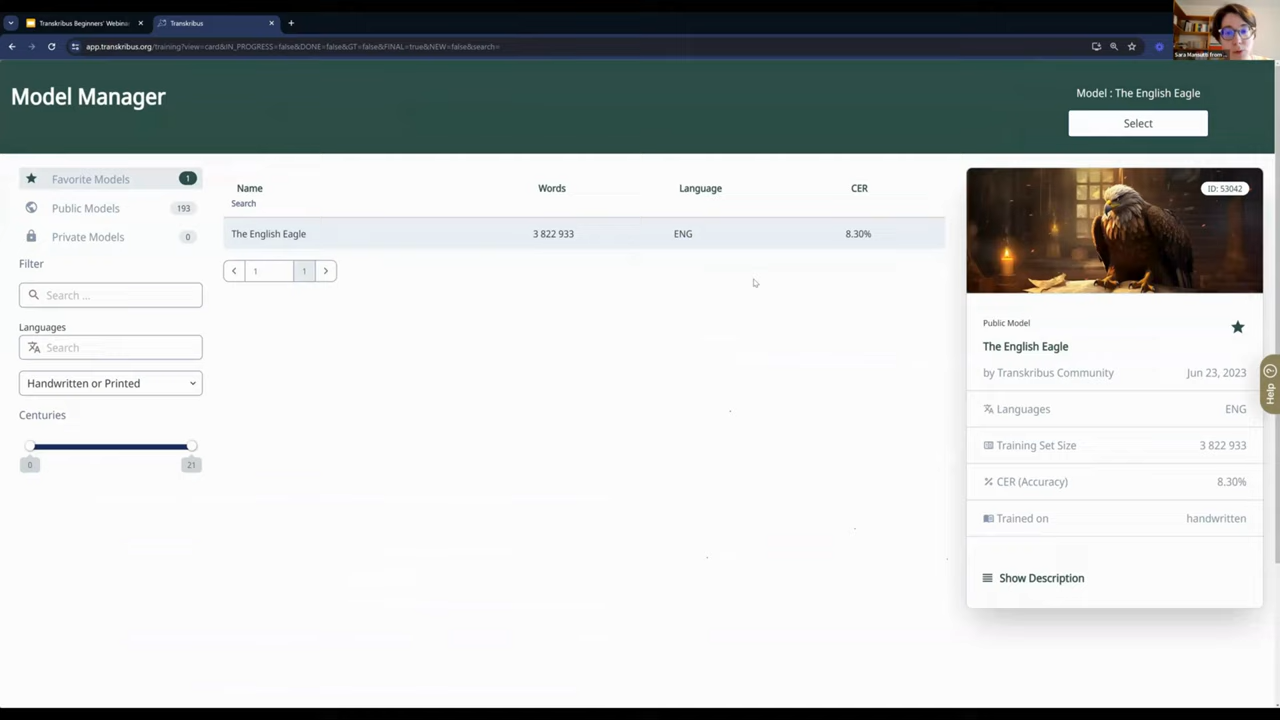 Transkribus Beginners' Webina
Transkribus
app.transkribus.org/training?view=card&IN_PROGRESS=false&DONE=false&GT=false&FINAL=true&NEW=false&search=
Model Manager
Model : The English Eagle
Select
Favorite Models 1
Public Models 193
Private Models 0
Filter
Search ...
Languages
Search
Handwritten or Printed
Centuries
0 21
Name Words Language CER
Search
The English Eagle 3 822 933 ENG 8.30%
1 1
ID: 53042
Public Model
The English Eagle
by Transkribus Community Jun 23, 2023
Languages ENG
Training Set Size 3 822 933
CER (Accuracy) 8.30%
Trained on handwritten
Show Description
Help